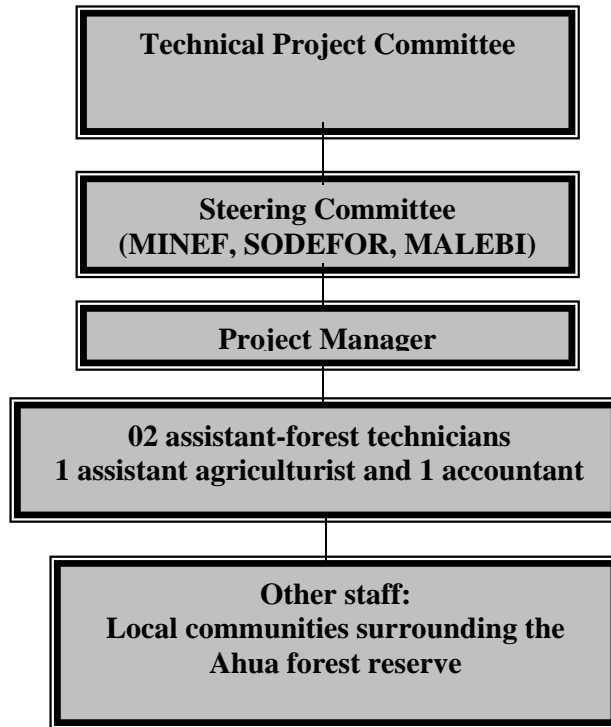 Technical Project Committee
Steering Committee
(MINEF, SODEFOR, MALEBI)
Project Manager
02 assistant-forest technicians
1 assistant agriculturist and 1 accountant
Other staff:
Local communities surrounding the
Ahua forest reserve